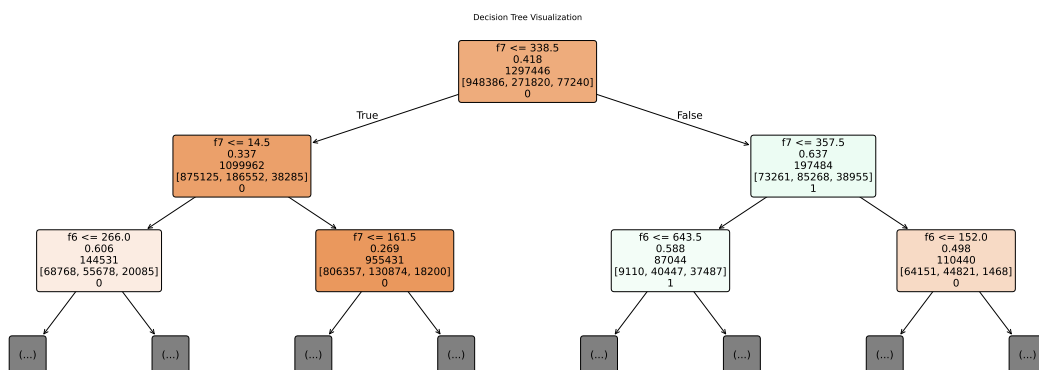 Decision Tree Visualization
f7 <= 338.5
0.418
1297446
[948386, 271820, 77240]
0
True
False
f7 <= 14.5
0.337
1099962
[875125, 186552, 38285]
0
f7 <= 357.5
0.637
197484
[73261, 85268, 38955]
1
f6 <= 266.0
0.606
144531
[68768, 55678, 20085]
0
f7 <= 161.5
0.269
955431
[806357, 130874, 18200]
0
f6 <= 643.5
0.588
87044
[9110, 40447, 37487]
1
f6 <= 152.0
0.498
110440
[64151, 44821, 1468]
0
(...)
(...)
(...)
(...)
(...)
(...)
(...)
(...)